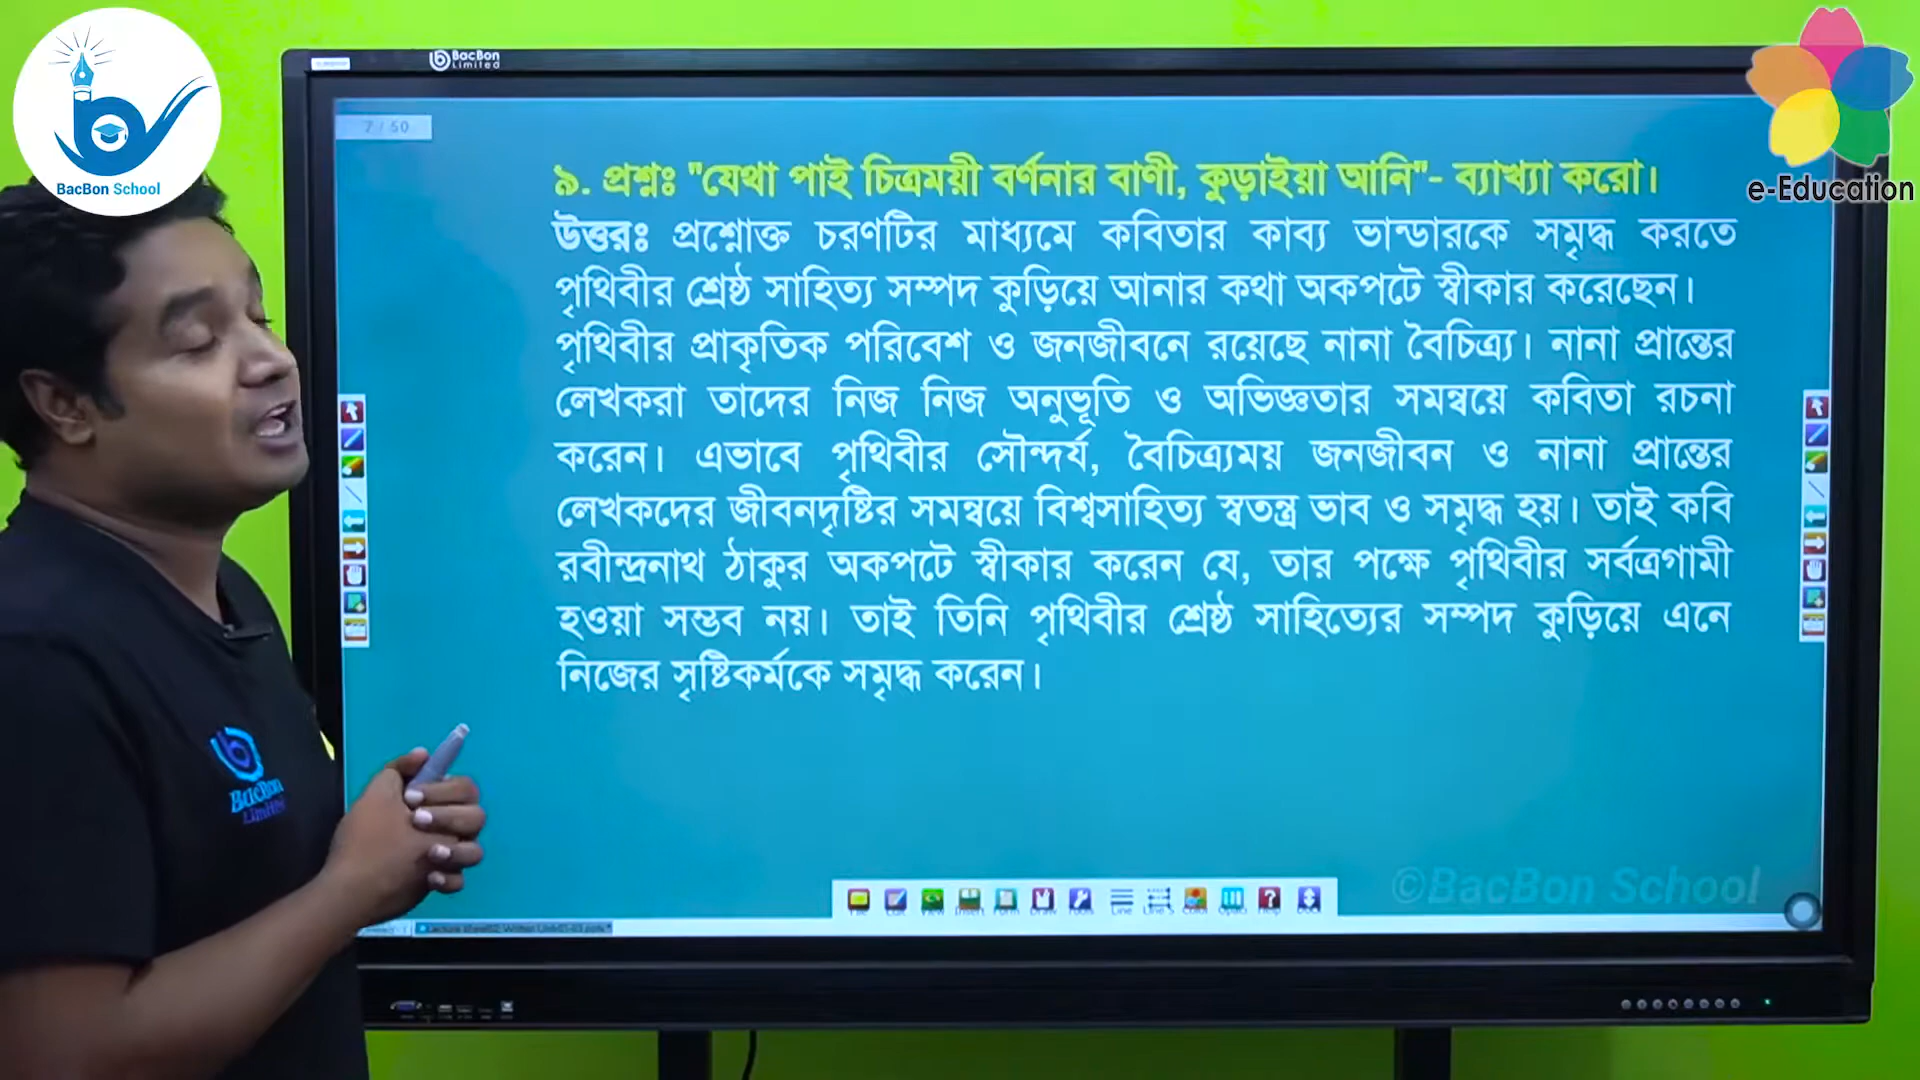 BacBon School
BacBon
Limited
e-Education
7 / 50
৯. প্রশ্নঃ "যেথা পাই চিত্রময়ী বর্ণনার বাণী, কুড়াইয়া আনি"- ব্যাখ্যা করো।
উত্তরঃ প্রশ্নোক্ত চরণটির মাধ্যমে কবিতার কাব্য ভান্ডারকে সমৃদ্ধ করতে
পৃথিবীর শ্রেষ্ঠ সাহিত্য সম্পদ কুড়িয়ে আনার কথা অকপটে স্বীকার করেছেন।
পৃথিবীর প্রাকৃতিক পরিবেশ ও জনজীবনে রয়েছে নানা বৈচিত্র্য। নানা প্রান্তের
লেখকরা তাদের নিজ নিজ অনুভূতি ও অভিজ্ঞতার সমন্বয়ে কবিতা রচনা
করেন। এভাবে পৃথিবীর সৌন্দর্য, বৈচিত্র্যময় জনজীবন ও নানা প্রান্তের
লেখকদের জীবনদৃষ্টির সমন্বয়ে বিশ্বসাহিত্য স্বতন্ত্র ভাব ও সমৃদ্ধ হয়। তাই কবি
রবীন্দ্রনাথ ঠাকুর অকপটে স্বীকার করেন যে, তার পক্ষে পৃথিবীর সর্বত্রগামী
হওয়া সম্ভব নয়। তাই তিনি পৃথিবীর শ্রেষ্ঠ সাহিত্যের সম্পদ কুড়িয়ে এনে
নিজের সৃষ্টিকর্মকে সমৃদ্ধ করেন।
BacBon
Limited
©BacBon School